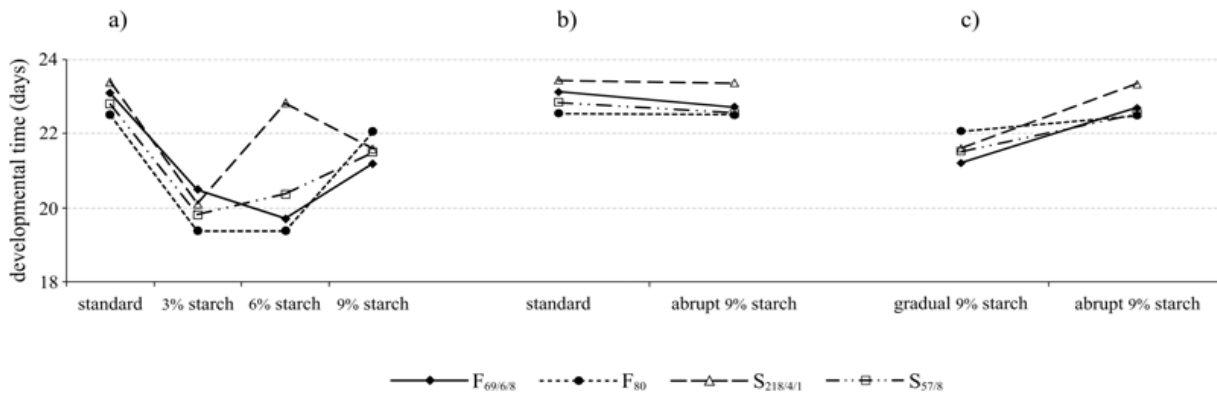 a) b) c)
developmental time (days)
24
22
20
18
standard 3% starch 6% starch 9% starch standard abrupt 9% starch gradual 9% starch abrupt 9% starch
F69/6/8 F80 S218/4/1 S57/8